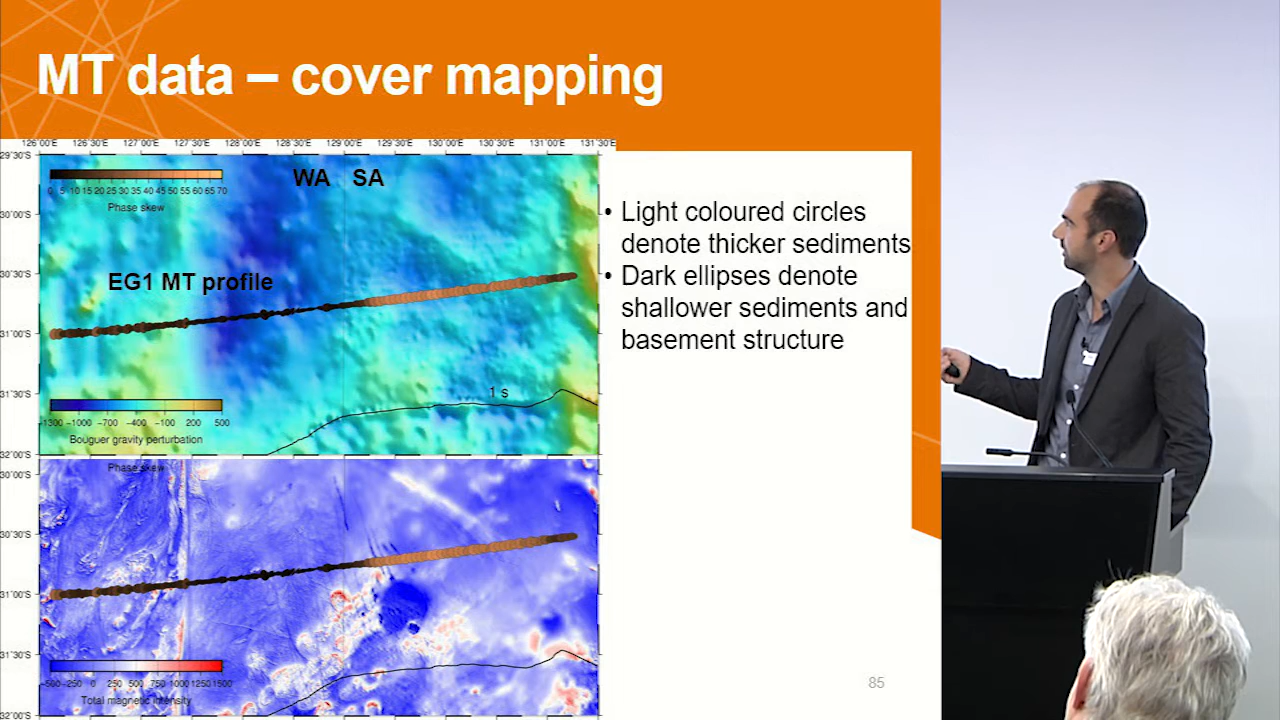 MT data – cover mapping
126°00'E 126°30'E 127°00'E 127°30'E 128°00'E 128°30'E 129°00'E 129°30'E 130°00'E 130°30'E 131°00'E 131°30'E
29°30'S
0 5 10 15 20 25 30 35 40 45 50 55 60 65 70
Phase skew
WA SA
30°00'S
30°30'S
EG1 MT profile
31°00'S
31°30'S
1 s
−1300 −1000 −700 −400 −100 200 500
Bouguer gravity perturbation
32°00'S
Phase skew
30°00'S
30°30'S
31°00'S
31°30'S
−500 −250 0 250 500 750 1000 1250 1500
Total magnetic intensity
32°00'S
• Light coloured circles
denote thicker sediments
• Dark ellipses denote
shallower sediments and
basement structure
85